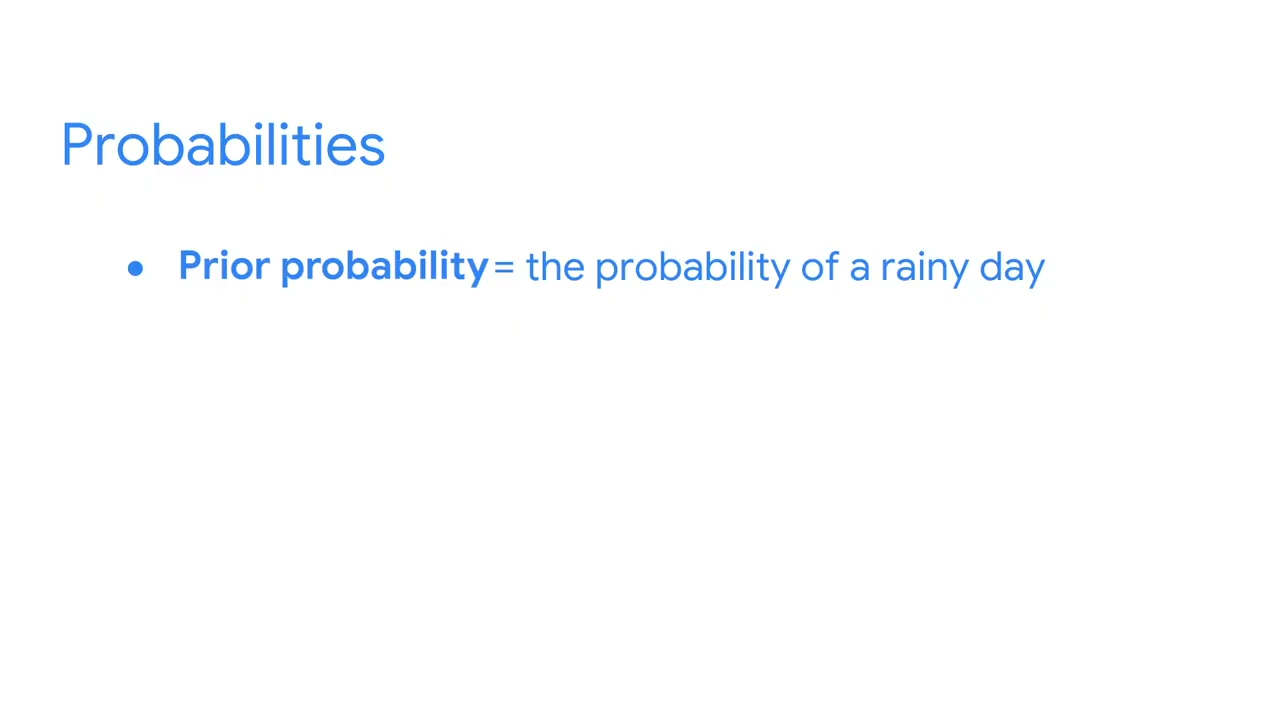 Probabilities
● Prior probability = the probability of a rainy day